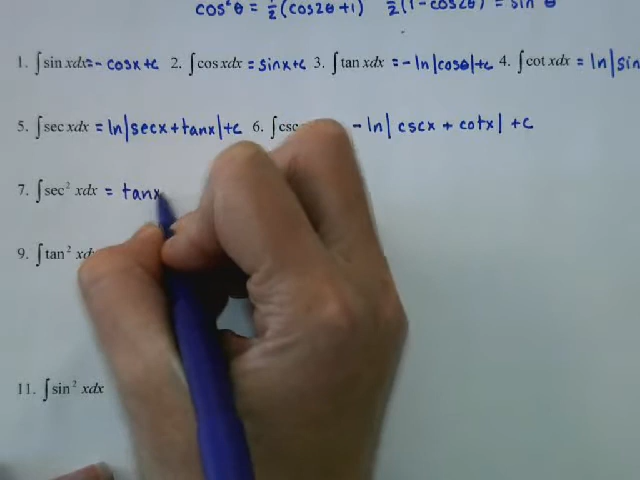 cos²θ = ½(cos2θ + 1) ½(1 - cos2θ) = sin²θ
1. ∫sin xdx = - cosx + c 2. ∫cos xdx = sinx + c 3. ∫tan xdx = - ln|cosθ| + c 4. ∫cot xdx = ln|sin
5. ∫sec xdx = ln|secx + tanx| + c 6. ∫csc - ln|cscx + cotx| + c
7. ∫sec² xdx = tanx
9. ∫tan² xdx
11. ∫sin² xdx